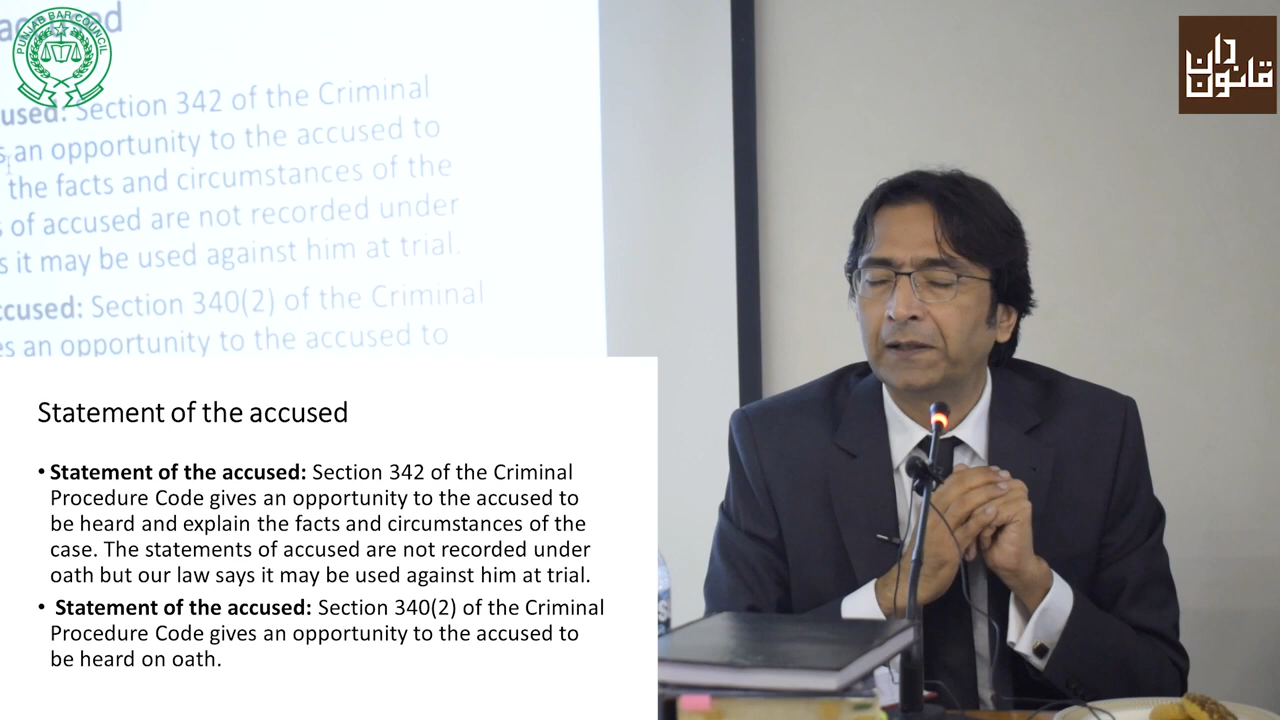 PUNJAB BAR COUNCIL
accused
used: Section 342 of the Criminal
s an opportunity to the accused to
the facts and circumstances of the
s of accused are not recorded under
s it may be used against him at trial.
ccused: Section 340(2) of the Criminal
es an opportunity to the accused to
قانون دان
Statement of the accused
• Statement of the accused: Section 342 of the Criminal
Procedure Code gives an opportunity to the accused to
be heard and explain the facts and circumstances of the
case. The statements of accused are not recorded under
oath but our law says it may be used against him at trial.
• Statement of the accused: Section 340(2) of the Criminal
Procedure Code gives an opportunity to the accused to
be heard on oath.